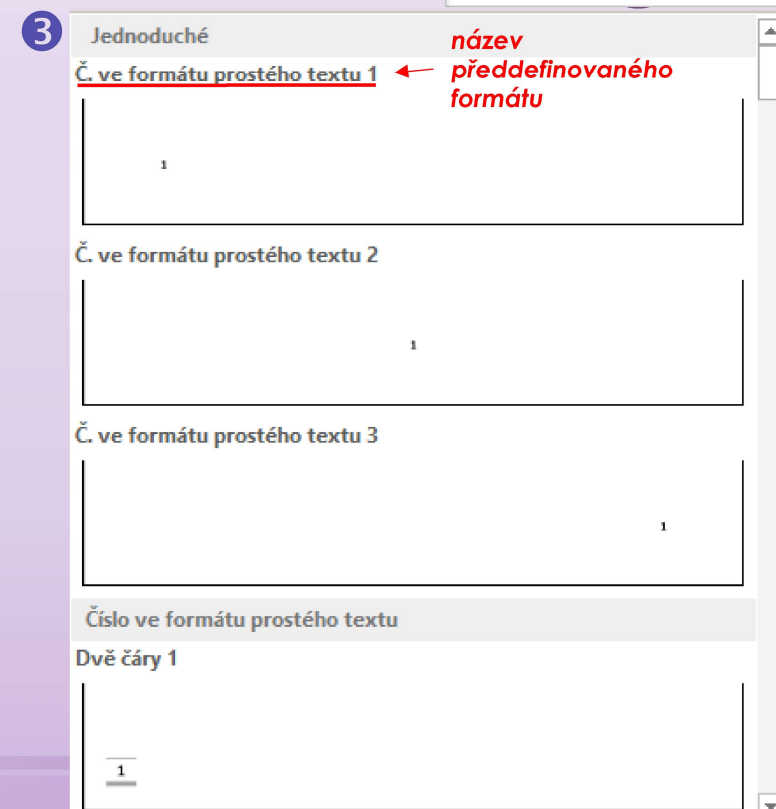 3
Jednoduché
Č. ve formátu prostého textu 1
název
předdefinovaného
formátu
1
Č. ve formátu prostého textu 2
1
Č. ve formátu prostého textu 3
1
Číslo ve formátu prostého textu
Dvě čáry 1
1